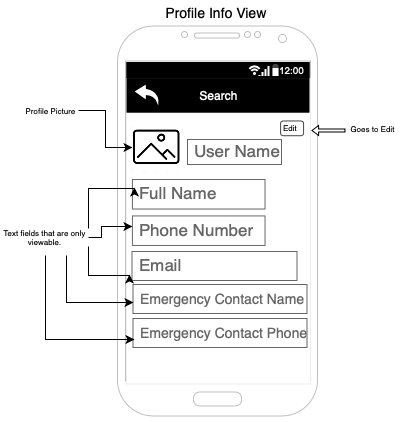 Profile Info View
12:00
Search
Edit
Goes to Edit
Profile Picture
User Name
Full Name
Text fields that are only
viewable.
Phone Number
Email
Emergency Contact Name
Emergency Contact Phone